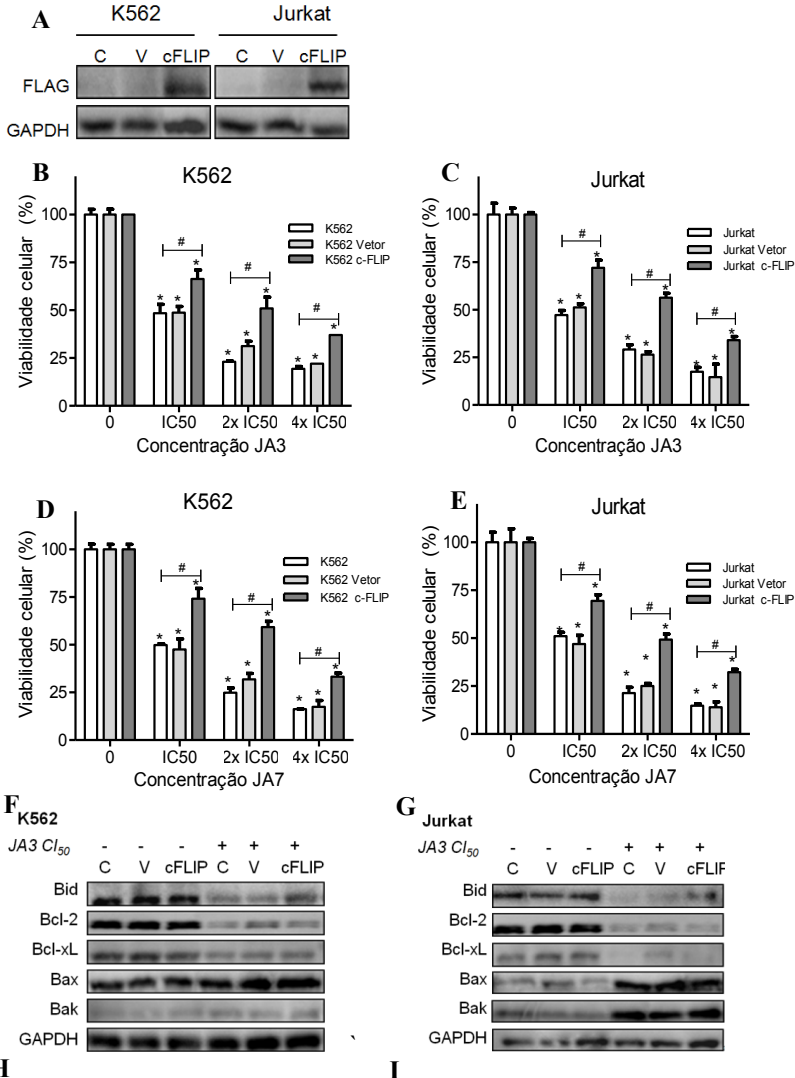 A
K562 Jurkat
C V cFLIP C V cFLIP
FLAG
GAPDH
B
K562
Viabilidade celular (%)
100
75
50
25
0
K562
K562 Vetor
K562 c-FLIP
# # #
* * * * * * * * *
0 IC50 2x IC50 4x IC50
Concentração JA3
C
Jurkat
Viabilidade celular (%)
100
75
50
25
0
Jurkat
Jurkat Vetor
Jurkat c-FLIP
# # #
* * * * * * * * *
0 IC50 2x IC50 4x IC50
Concentração JA3
D
K562
Viabilidade celular (%)
100
75
50
25
0
K562
K562 Vetor
K562 c-FLIP
# # #
* * * * * * * * *
0 IC50 2x IC50 4x IC50
Concentração JA7
E
Jurkat
Viabilidade celular (%)
100
75
50
25
0
Jurkat
Jurkat Vetor
Jurkat c-FLIP
# # #
* * * * * * * * *
0 IC50 2x IC50 4x IC50
Concentração JA7
F
K562
JA3 CI50 - - - + + +
C V cFLIP C V cFLIP
Bid
Bcl-2
Bcl-xL
Bax
Bak
GAPDH
G
Jurkat
JA3 CI50 - - - + + +
C V cFLIP C V cFLIP
Bid
Bcl-2
Bcl-xL
Bax
Bak
GAPDH
H I